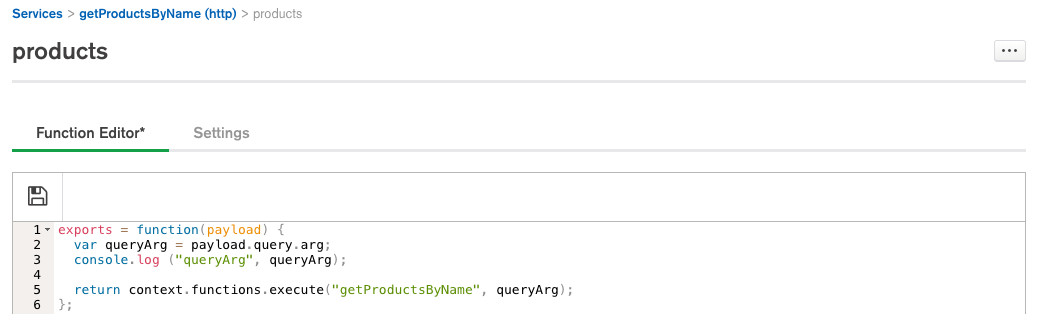 Services > getProductsByName (http) > products
products
...
Function Editor* Settings
1 exports = function(payload) {
2   var queryArg = payload.query.arg;
3   console.log ("queryArg", queryArg);
4
5   return context.functions.execute("getProductsByName", queryArg);
6 };